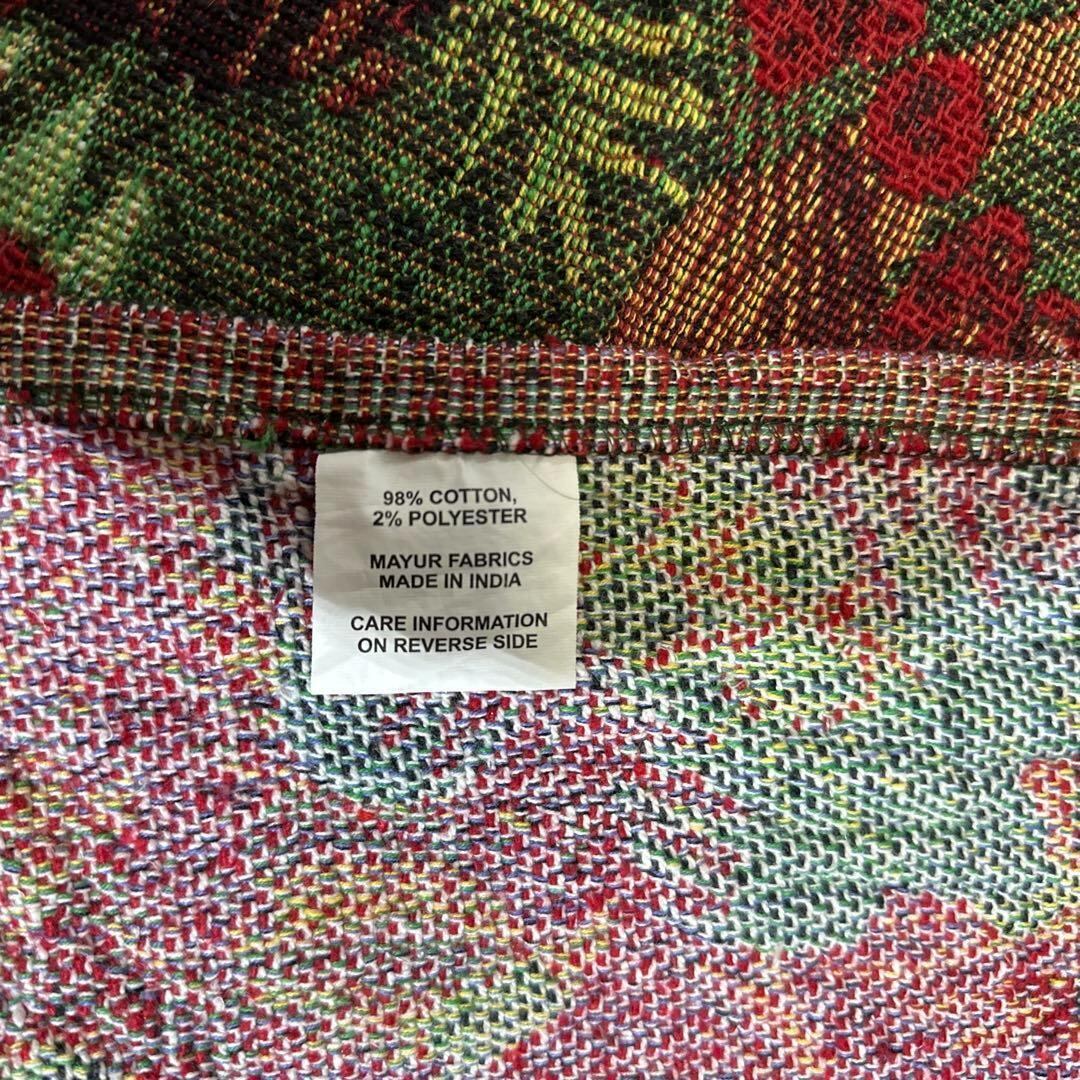 98% COTTON,
2% POLYESTER
MAYUR FABRICS
MADE IN INDIA
CARE INFORMATION
ON REVERSE SIDE